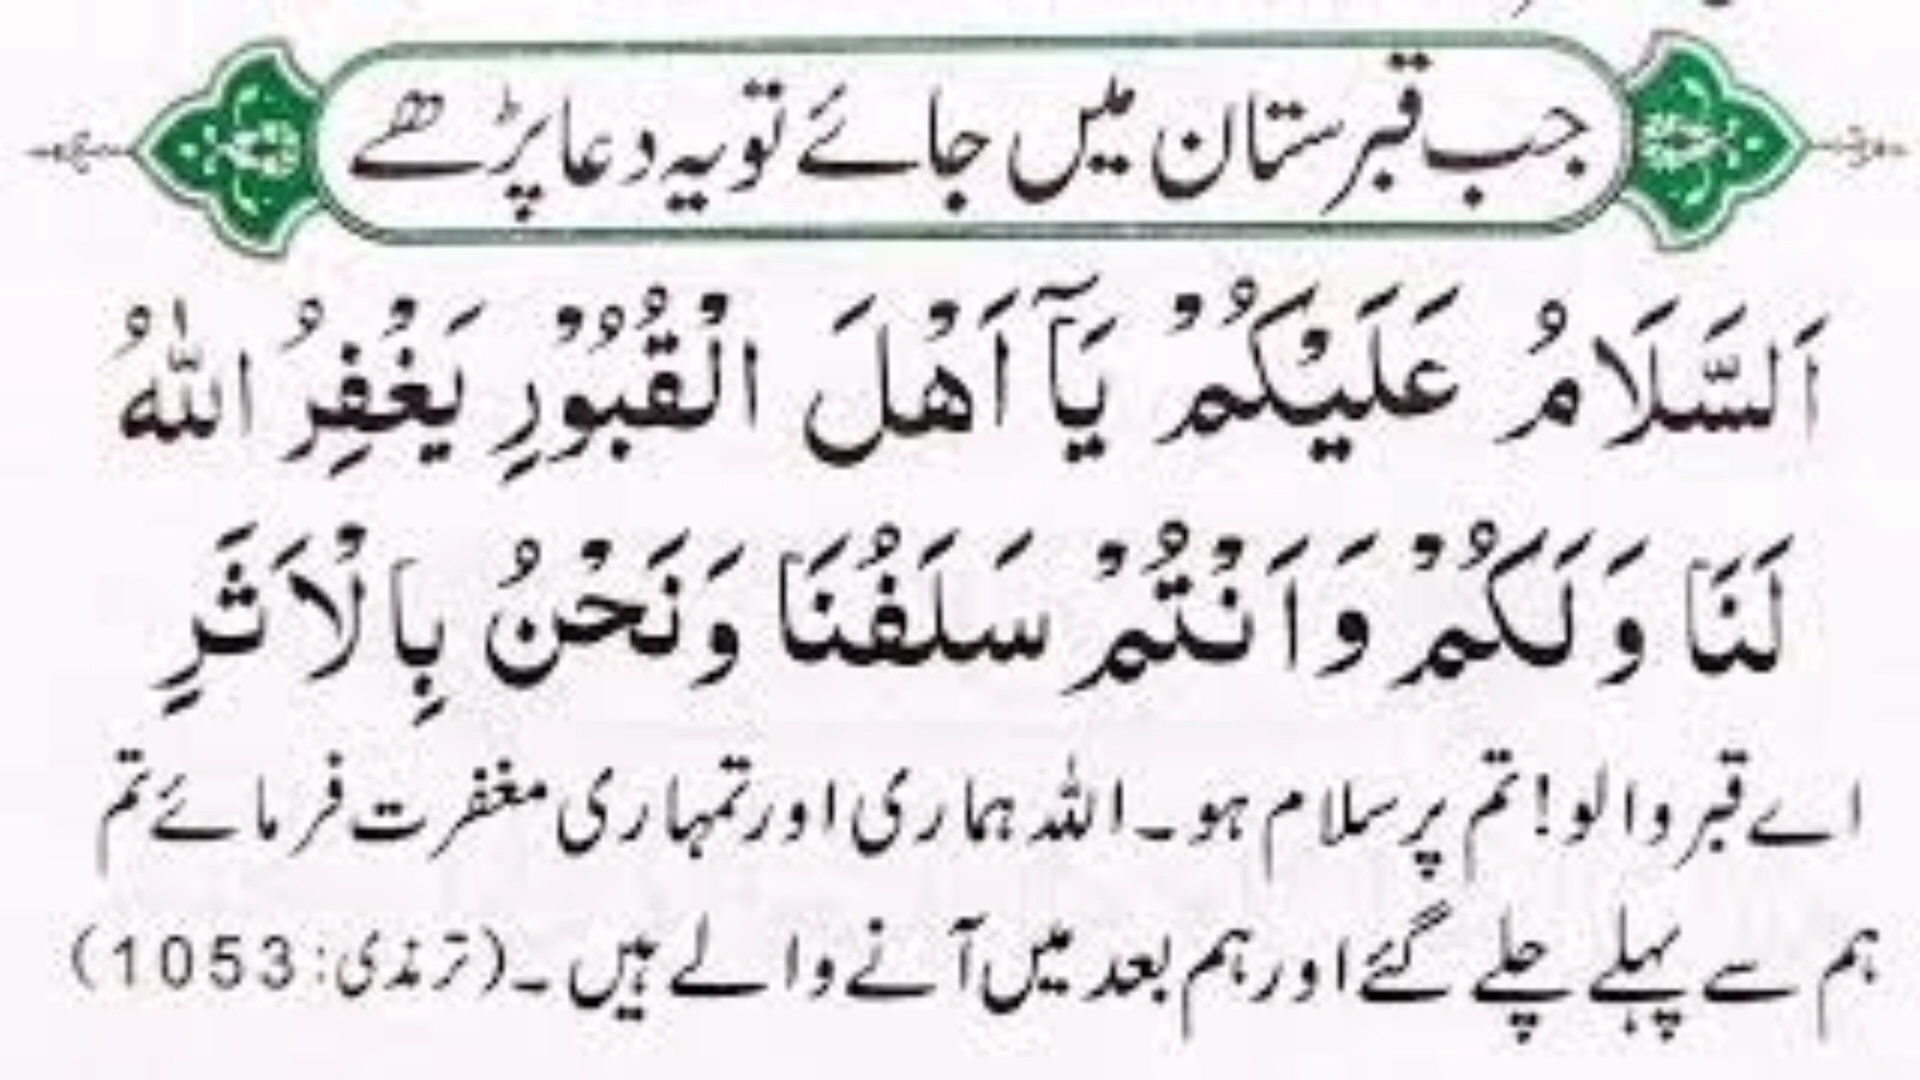 جب قبرستان میں جائے تو یہ دعا پڑھے
اَلسَّلَامُ عَلَيْكُمْ يَآ اَهْلَ الْقُبُوْرِ يَغْفِرُ اللّٰهُ
لَنَا وَلَكُمْ وَاَنْتُمْ سَلَفُنَا وَنَحْنُ بِالْاَثَرِ
اے قبر والو! تم پر سلام ہو۔ اللہ ہماری اور تمہاری مغفرت فرمائے تم
ہم سے پہلے چلے گئے اور ہم بعد میں آنے والے ہیں۔ (ترمذی: 1053)